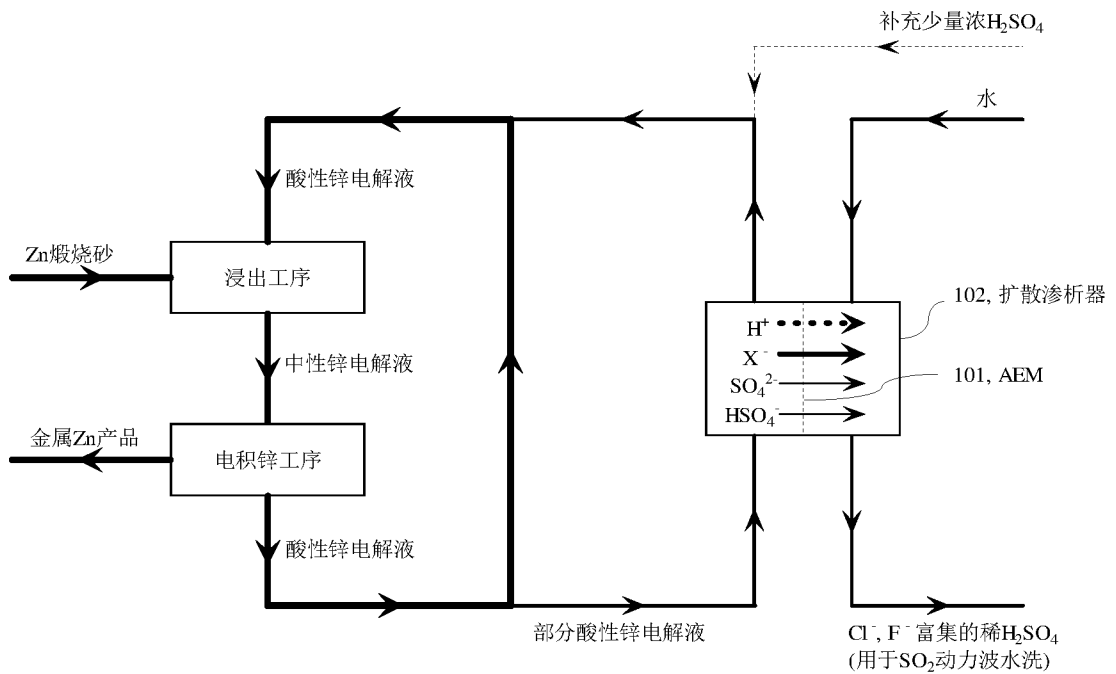 补充少量浓H₂SO₄
水
酸性锌电解液
Zn煅烧砂
浸出工序
102, 扩散渗析器
H⁺
X⁻
中性锌电解液
SO₄²⁻
101, AEM
HSO₄⁻
金属Zn产品
电积锌工序
酸性锌电解液
部分酸性锌电解液
Cl⁻, F⁻富集的稀H₂SO₄
(用于SO₂动力波水洗)